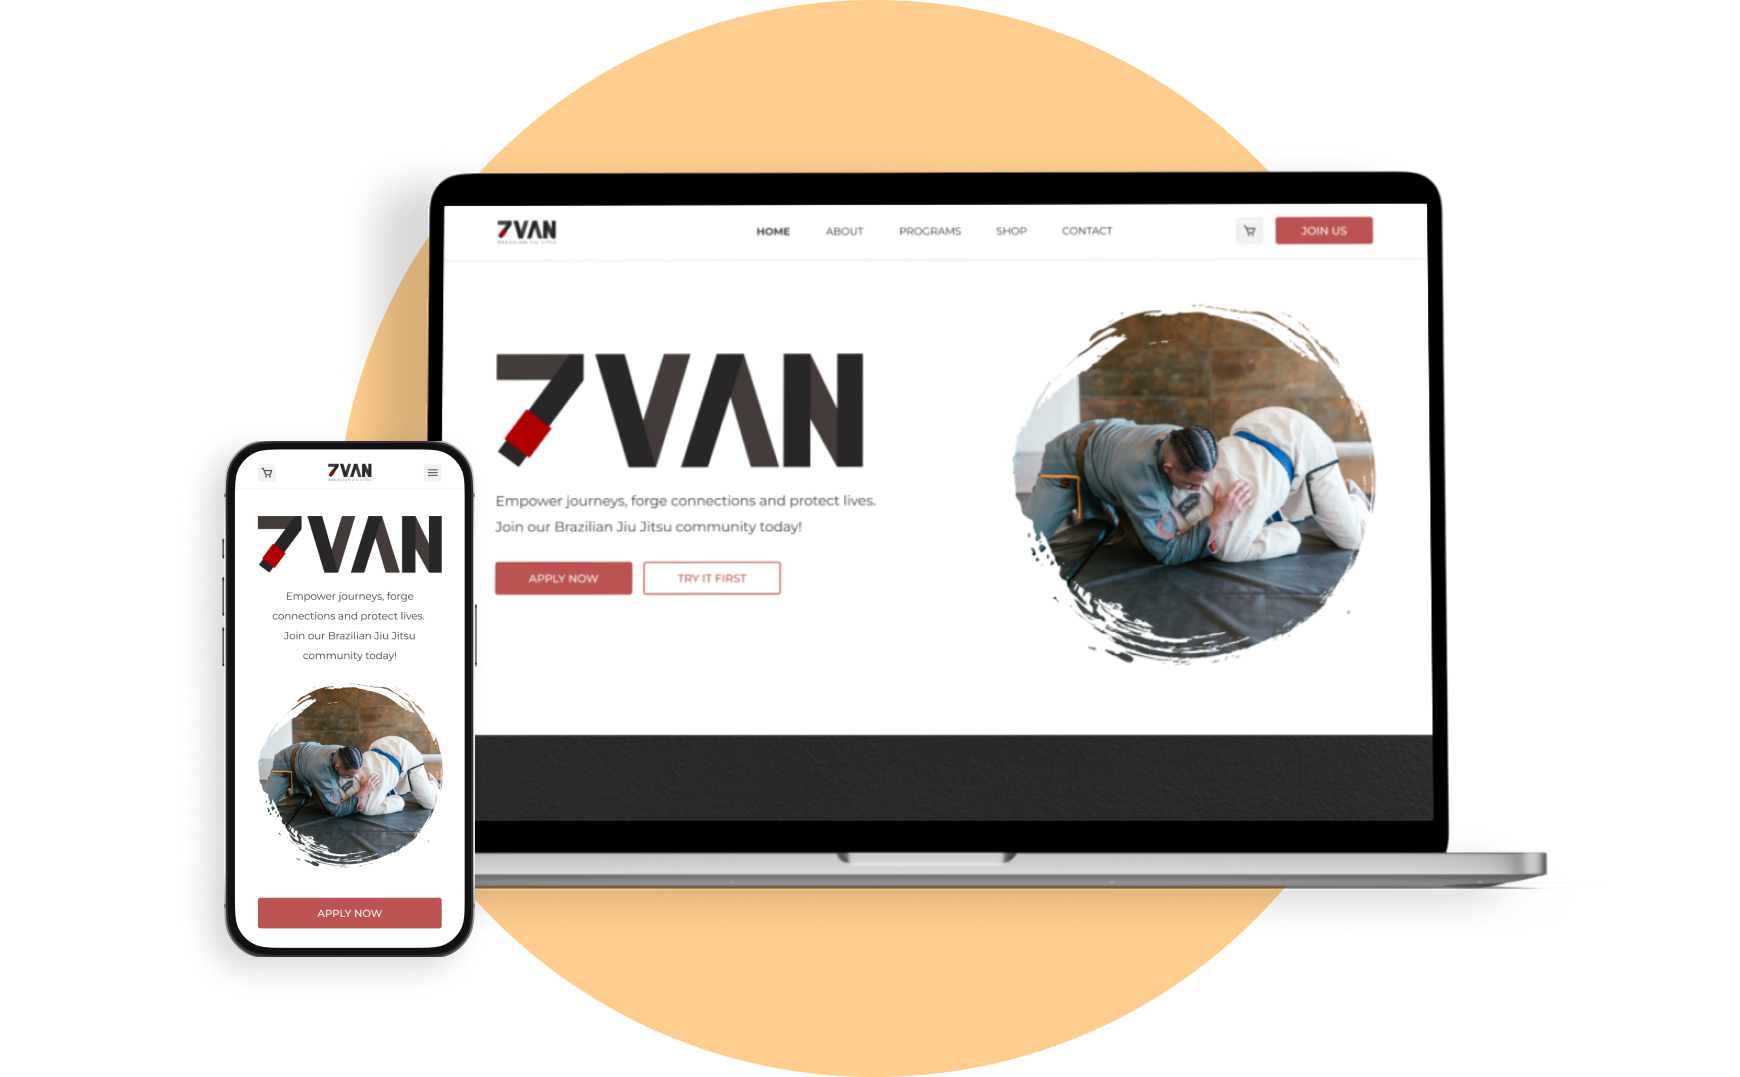 7VAN
BRAZILIAN JIU JITSU
HOME
ABOUT
PROGRAMS
SHOP
CONTACT
JOIN US
7VAN
Empower journeys, forge connections and protect lives.
Join our Brazilian Jiu Jitsu community today!
APPLY NOW
TRY IT FIRST
7VAN
BRAZILIAN JIU JITSU
7VAN
Empower journeys, forge
connections and protect lives.
Join our Brazilian Jiu Jitsu
community today!
APPLY NOW